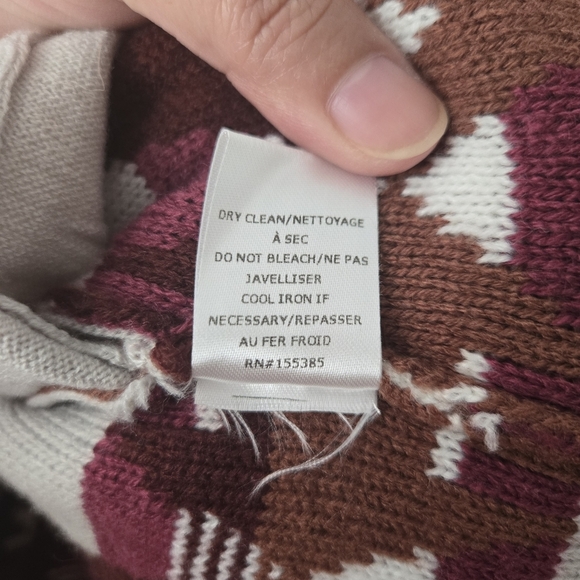 DRY CLEAN/NETTOYAGE
À SEC
DO NOT BLEACH/NE PAS
JAVELLISER
COOL IRON IF
NECESSARY/REPASSER
AU FER FROID
RN#155385